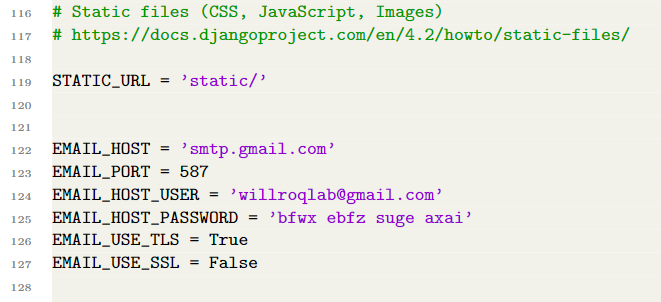 116 # Static files (CSS, JavaScript, Images)
117 # https://docs.djangoproject.com/en/4.2/howto/static-files/
118
119 STATIC_URL = ’static/’
120
121
122 EMAIL_HOST = ’smtp.gmail.com’
123 EMAIL_PORT = 587
124 EMAIL_HOST_USER = ’willroqlab@gmail.com’
125 EMAIL_HOST_PASSWORD = ’bfwx ebfz suge axai’
126 EMAIL_USE_TLS = True
127 EMAIL_USE_SSL = False
128